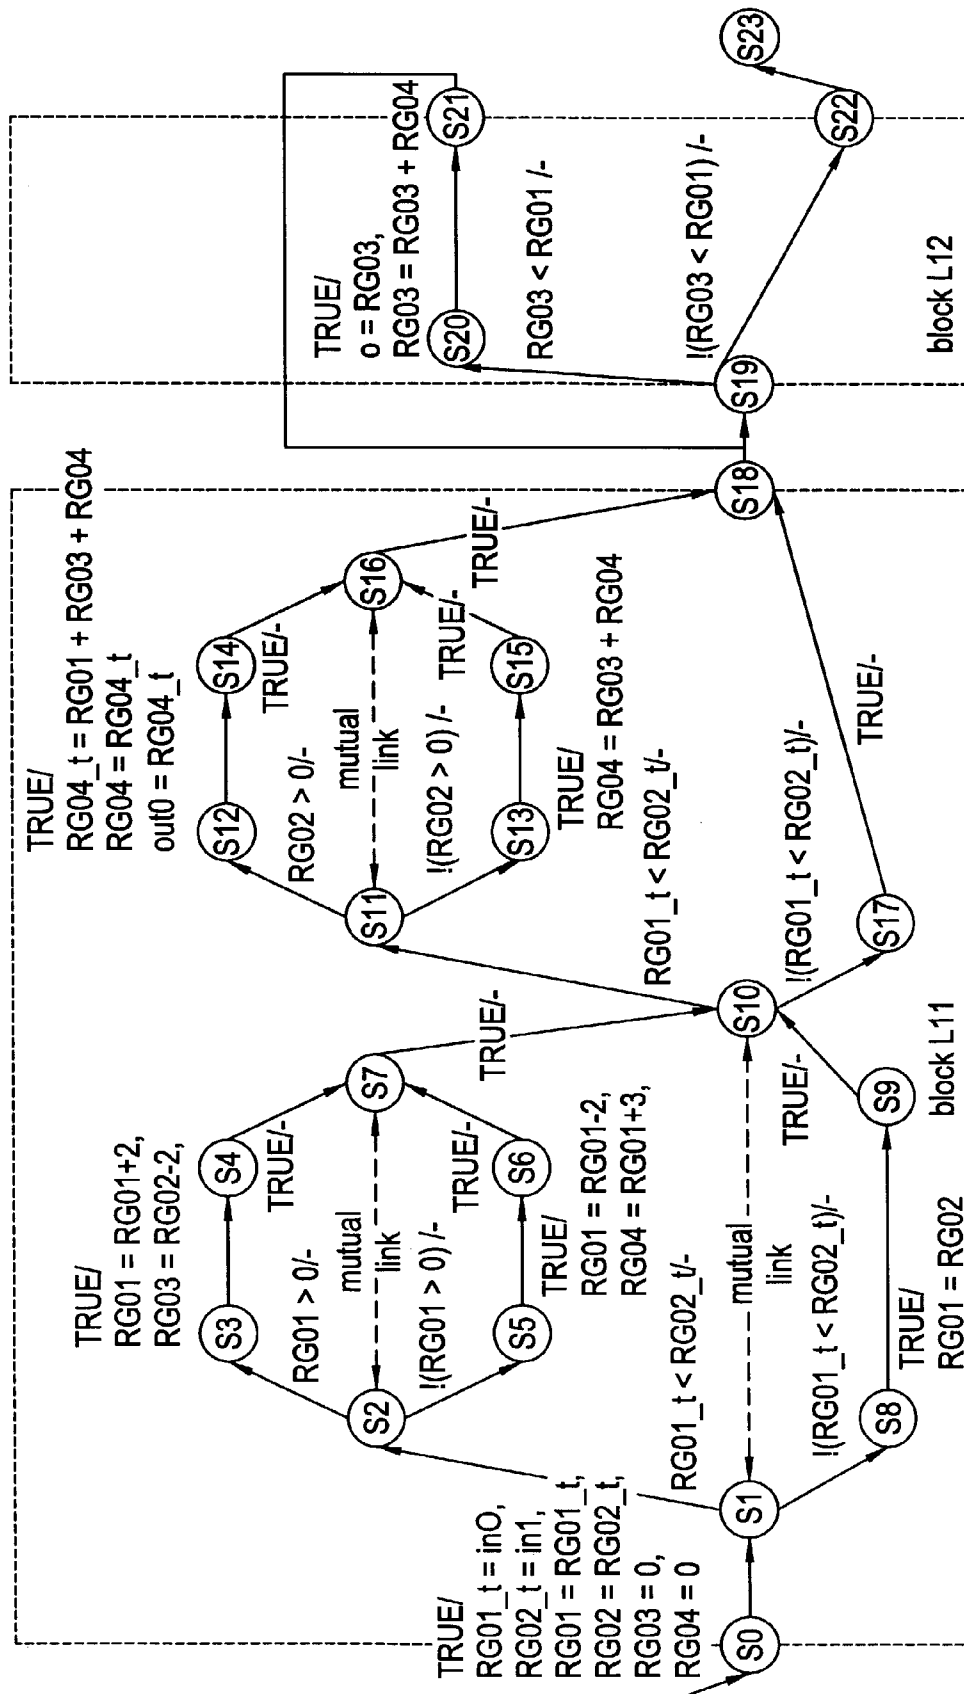 TRUE/
RG01_t = in0,
RG02_t = in1,
RG01 = RG01_t,
RG02 = RG02_t,
RG03 = 0,
RG04 = 0
S0
S1
RG01_t < RG02_t/-
!(RG01_t < RG02_t)/-
mutual
link
S2
RG01 > 0/-
!(RG01 > 0) /-
mutual
link
TRUE/
RG01 = RG01+2,
RG03 = RG02-2,
S3
S4
TRUE/-
S5
S6
TRUE/-
TRUE/
RG01 = RG01-2,
RG04 = RG01+3,
S7
TRUE/-
S8
S9
TRUE/
RG01 = RG02
TRUE/-
S10
block L11
RG01_t < RG02_t/-
!(RG01_t < RG02_t)/-
S11
RG02 > 0/-
!(RG02 > 0) /-
mutual
link
TRUE/
RG04_t = RG01 + RG03 + RG04
RG04 = RG04_t
out0 = RG04_t
S12
S14
TRUE/-
S13
S15
TRUE/-
TRUE/
RG04 = RG03 + RG04
S16
TRUE/-
S17
TRUE/-
S18
S19
RG03 < RG01 /-
!(RG03 < RG01) /-
TRUE/
o = RG03,
RG03 = RG03 + RG04
S20
S21
S22
S23
block L12